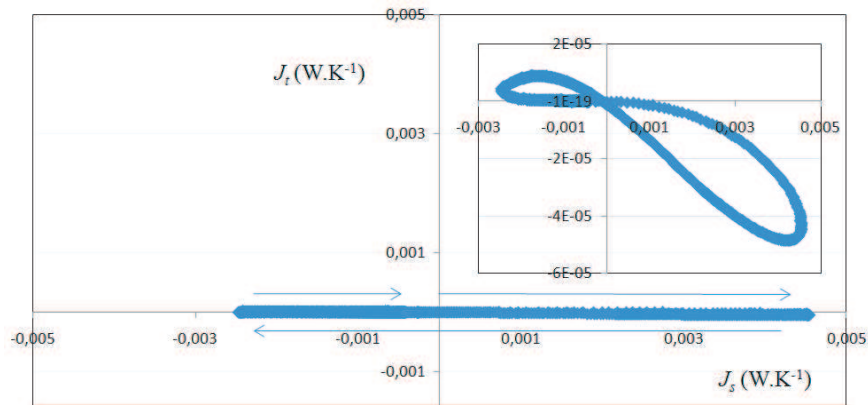 0,005
J_t (W.K⁻¹)
2E-05
-1E-19
-0,003 -0,001 0,001 0,003 0,005
-2E-05
-4E-05
-6E-05
0,003
0,001
-0,005 -0,003 -0,001 0,001 0,003 0,005
-0,001
J_s (W.K⁻¹)